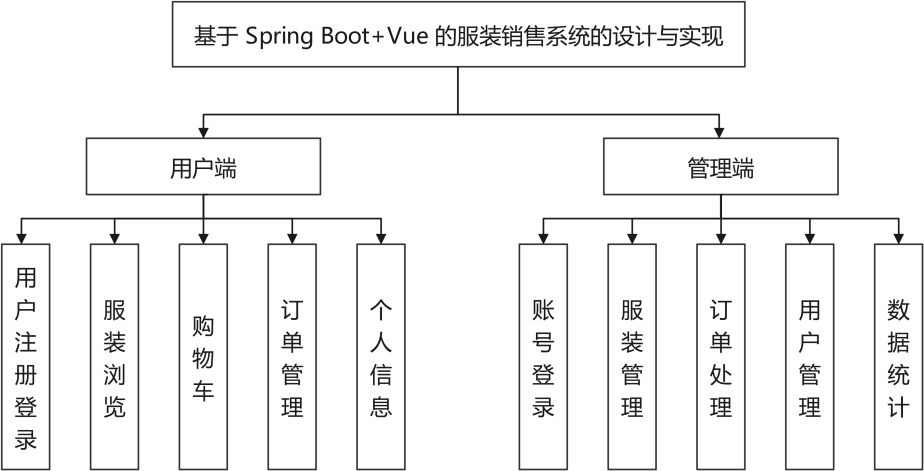 基于 Spring Boot+Vue 的服装销售系统的设计与实现
用户端
管理端
用户注册登录
服装浏览
购物车
订单管理
个人信息
账号登录
服装管理
订单处理
用户管理
数据统计